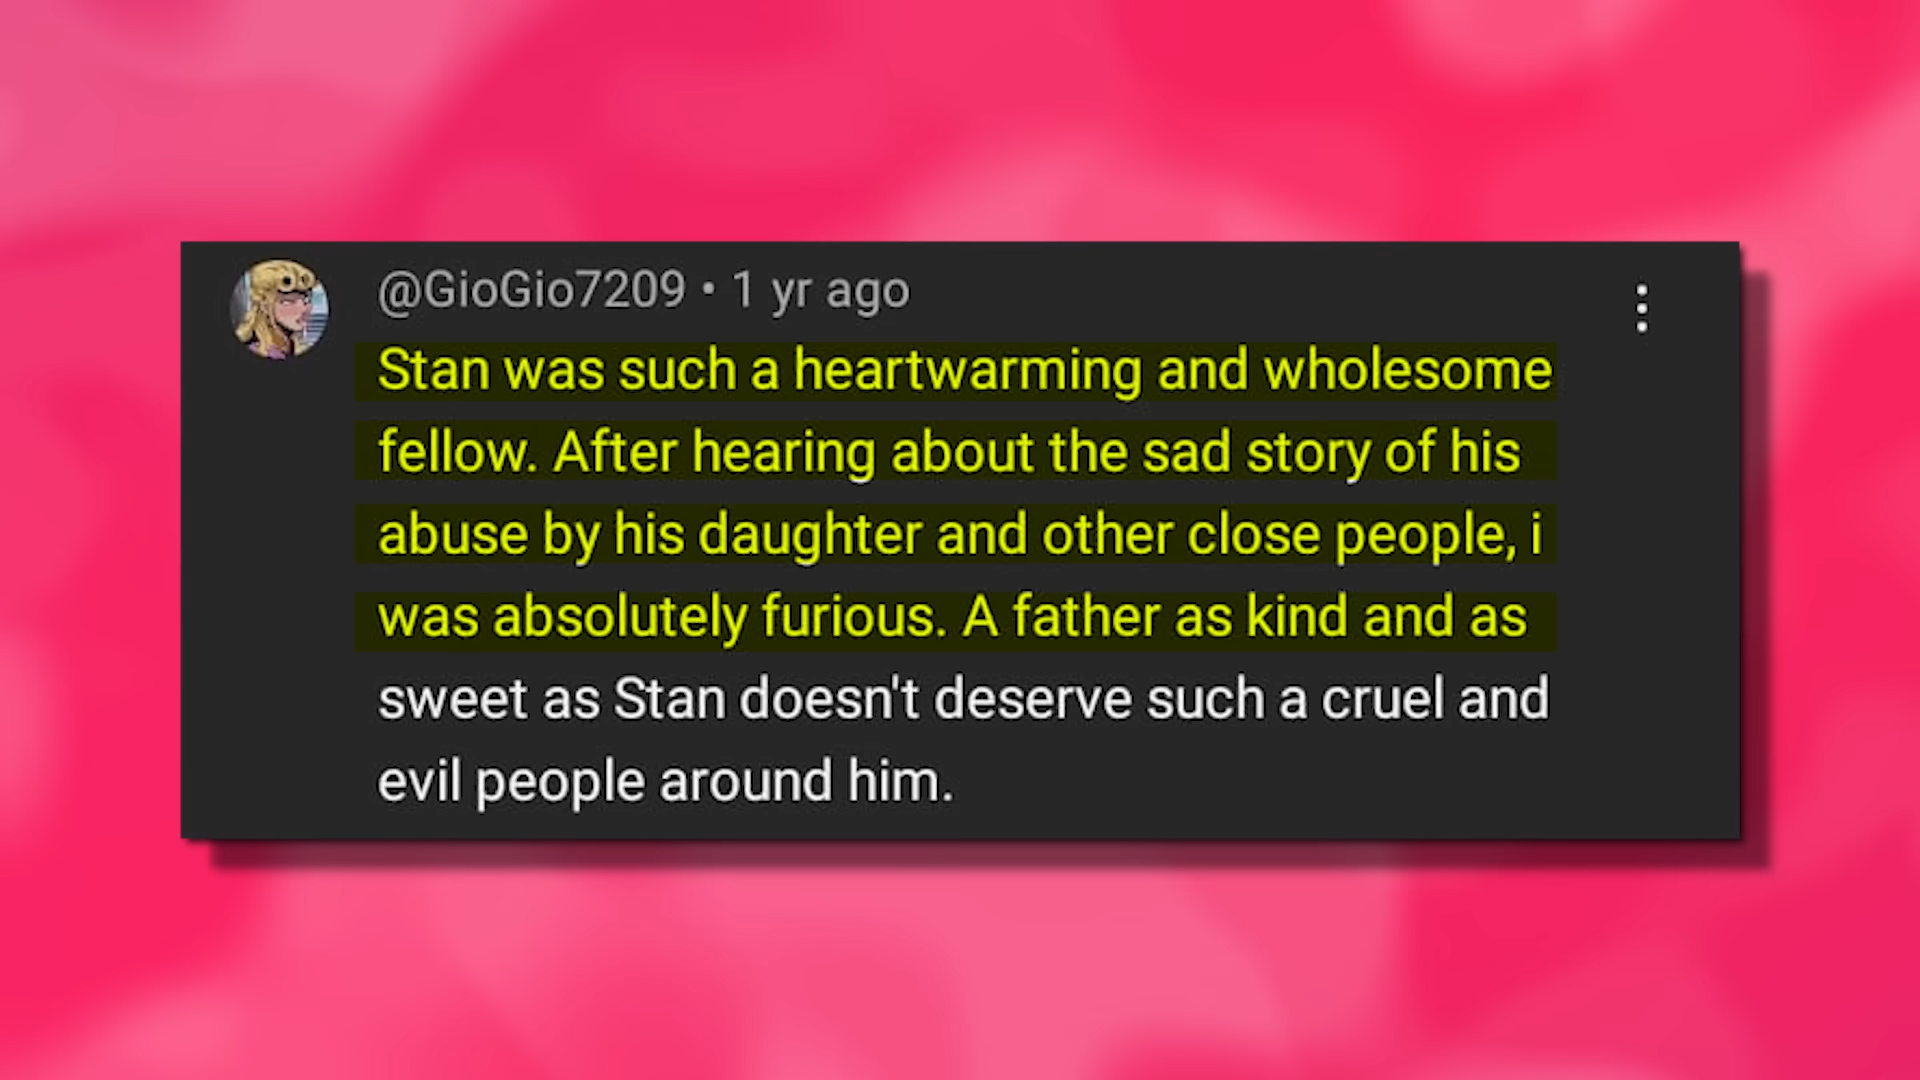 @GioGio7209 • 1 yr ago
Stan was such a heartwarming and wholesome
fellow. After hearing about the sad story of his
abuse by his daughter and other close people, i
was absolutely furious. A father as kind and as
sweet as Stan doesn't deserve such a cruel and
evil people around him.